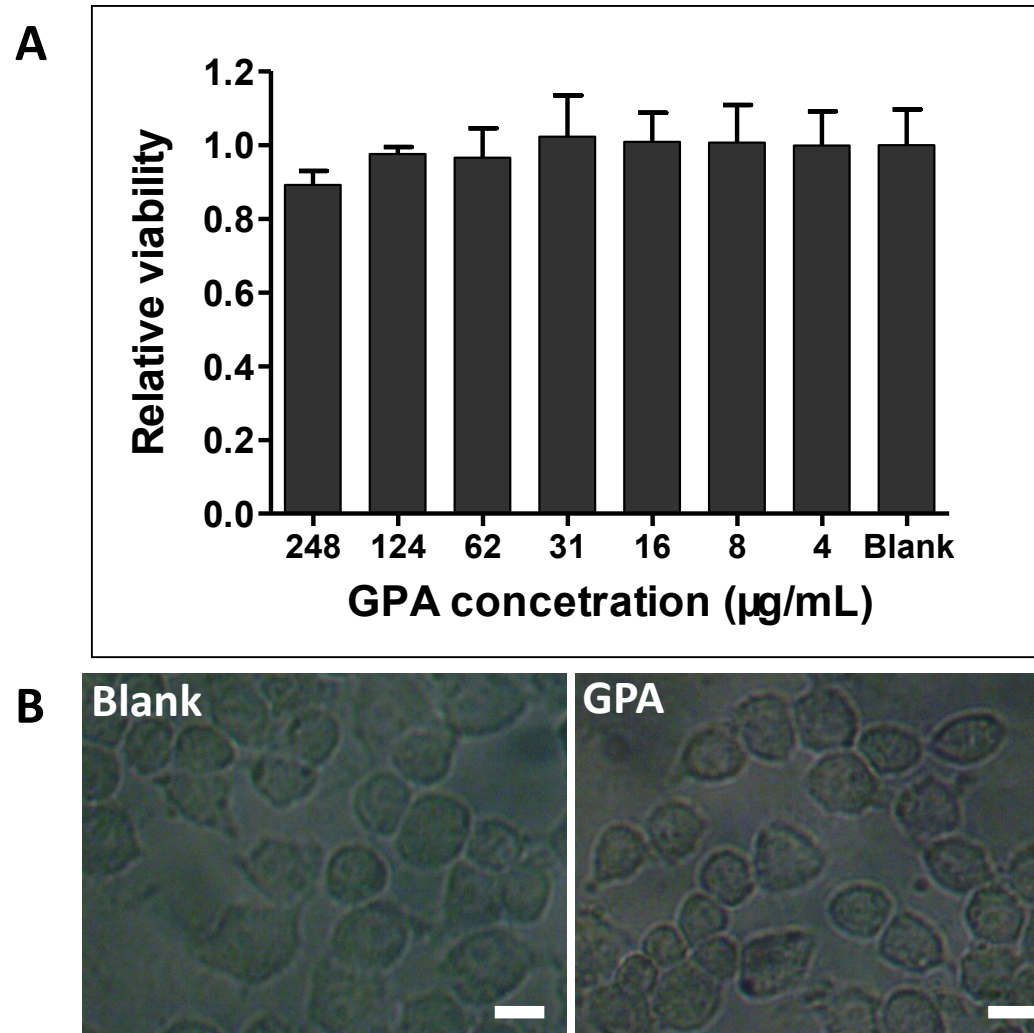 A
1.2
1.0
0.8
0.6
0.4
0.2
0.0
Relative viability
248 124 62 31 16 8 4 Blank
GPA concetration (µg/mL)
B
Blank
GPA